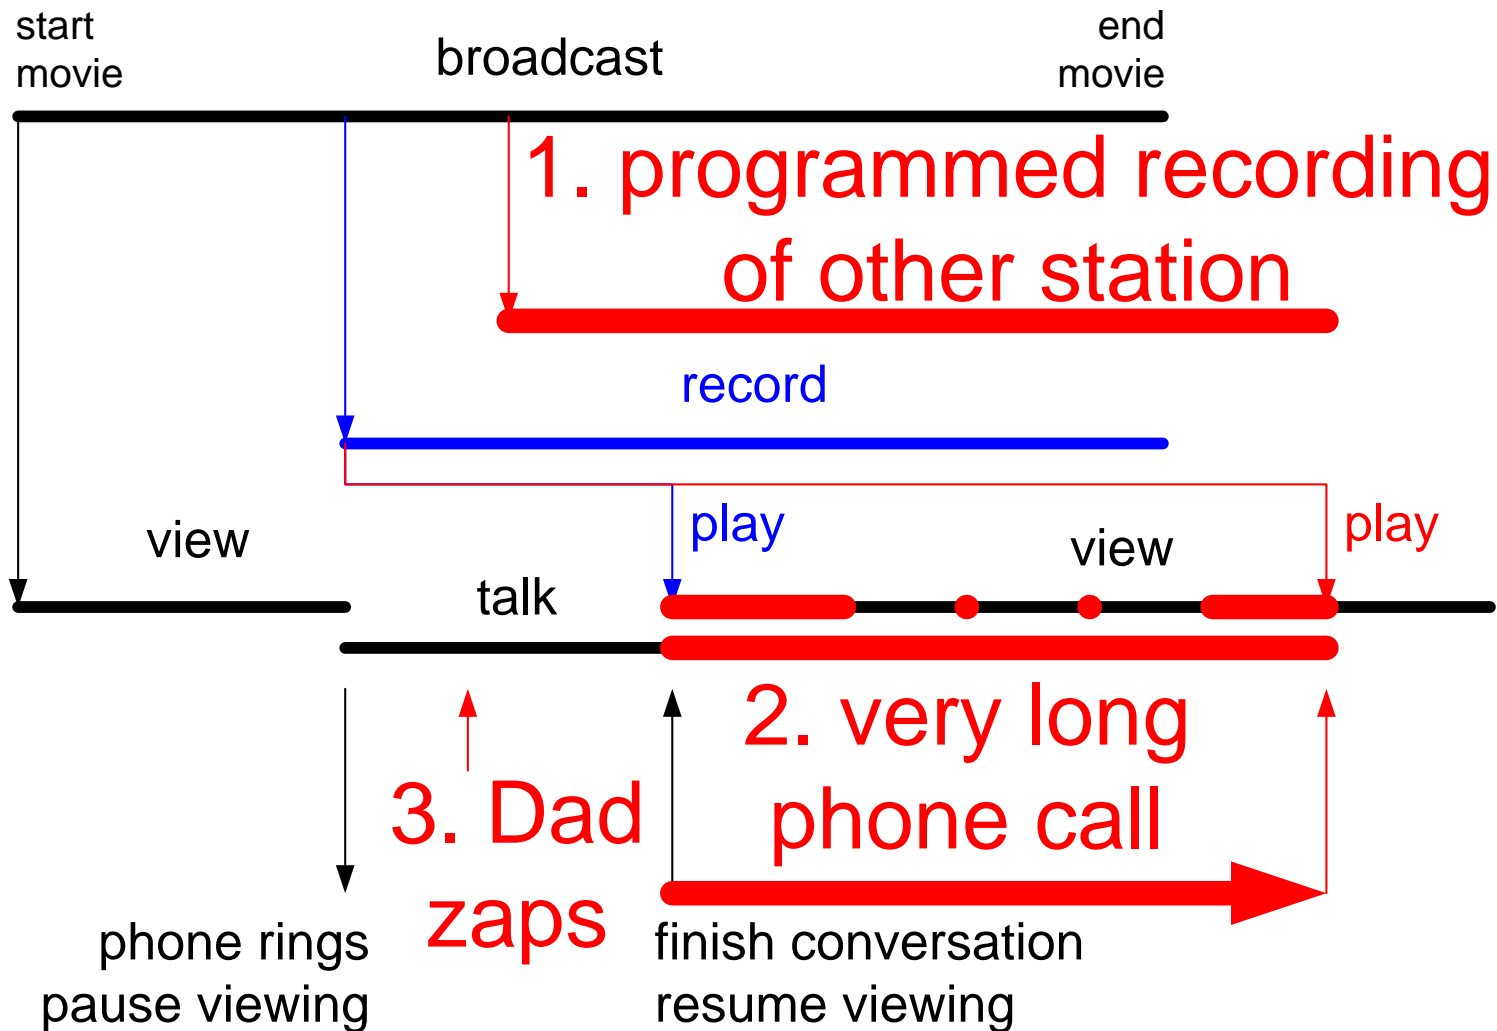 start
movie
broadcast
end
movie
1. programmed recording
of other station
record
play
play
view
view
talk
2. very long
phone call
3. Dad
zaps
phone rings
pause viewing
finish conversation
resume viewing